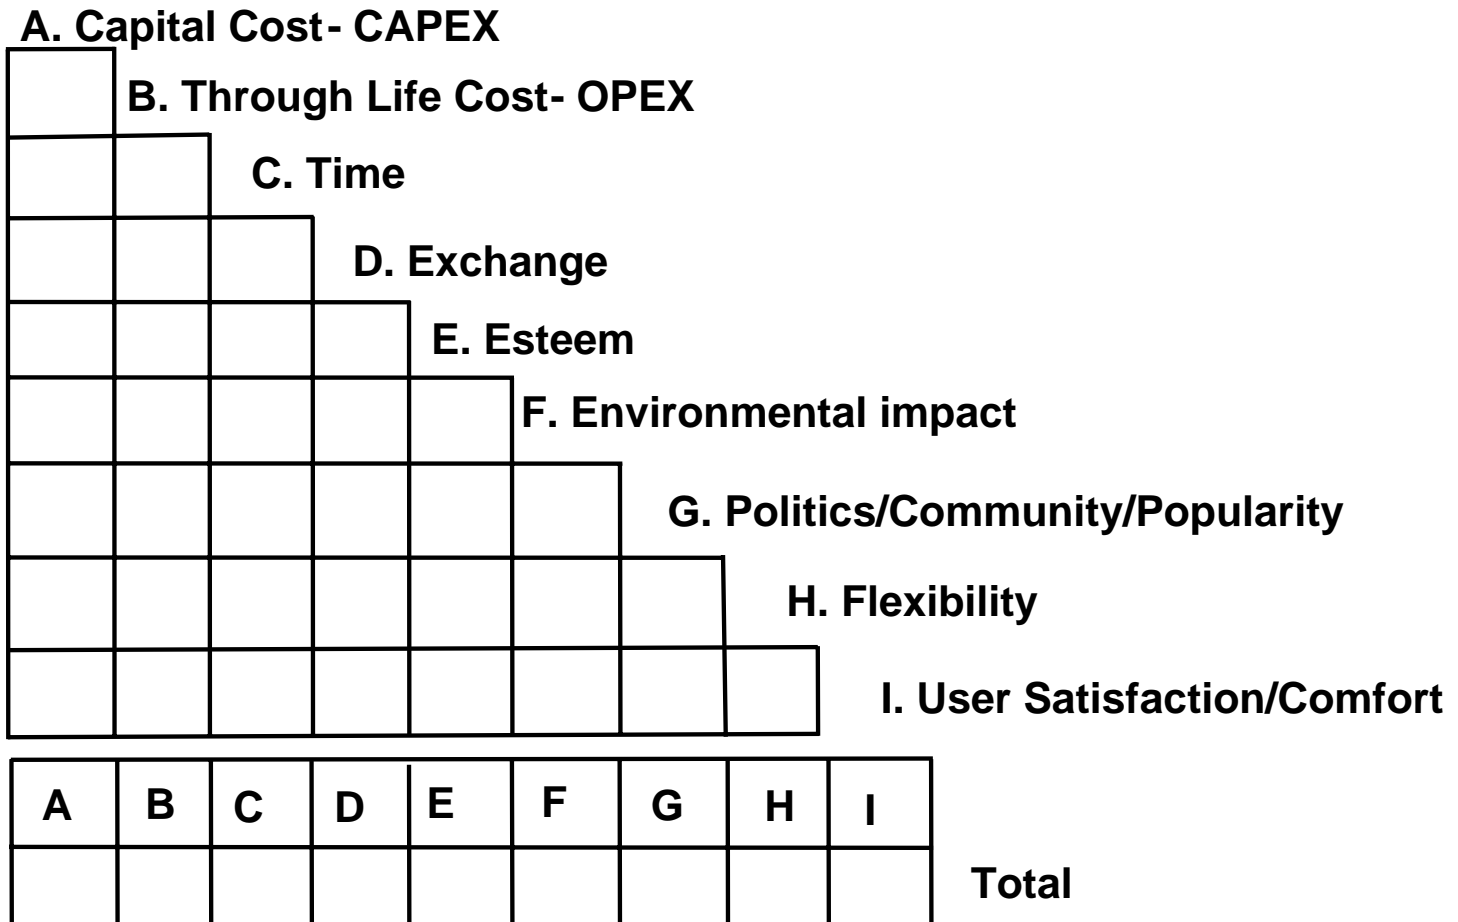 A. Capital Cost- CAPEX
B. Through Life Cost- OPEX
C. Time
D. Exchange
E. Esteem
F. Environmental impact
G. Politics/Community/Popularity
H. Flexibility
I. User Satisfaction/Comfort
A B C D E F G H I
Total